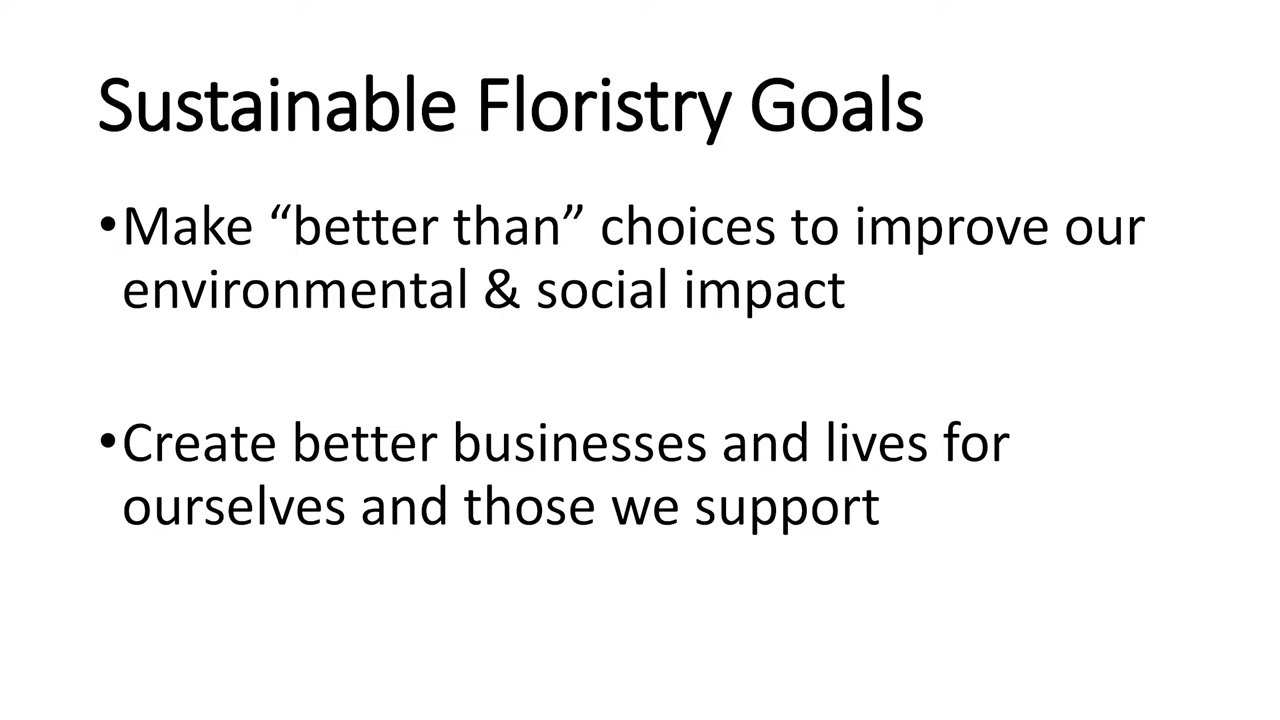 Sustainable Floristry Goals
•Make “better than” choices to improve our
environmental & social impact
•Create better businesses and lives for
ourselves and those we support